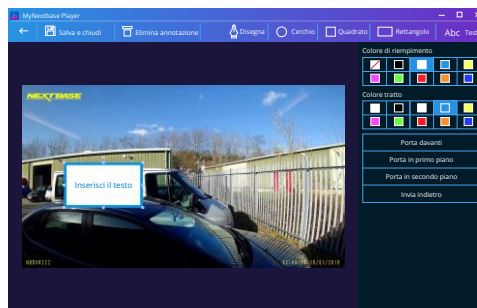 MyNextbase Player
Salva e chiudi
Elimina annotazione
Disegna
Cerchio
Quadrato
Rettangolo
Abc Test
Colore di riempimento
Colore tratto
Porta davanti
Porta in primo piano
Porta in secondo piano
Invia indietro
NEXTBASE
Inserisci il testo